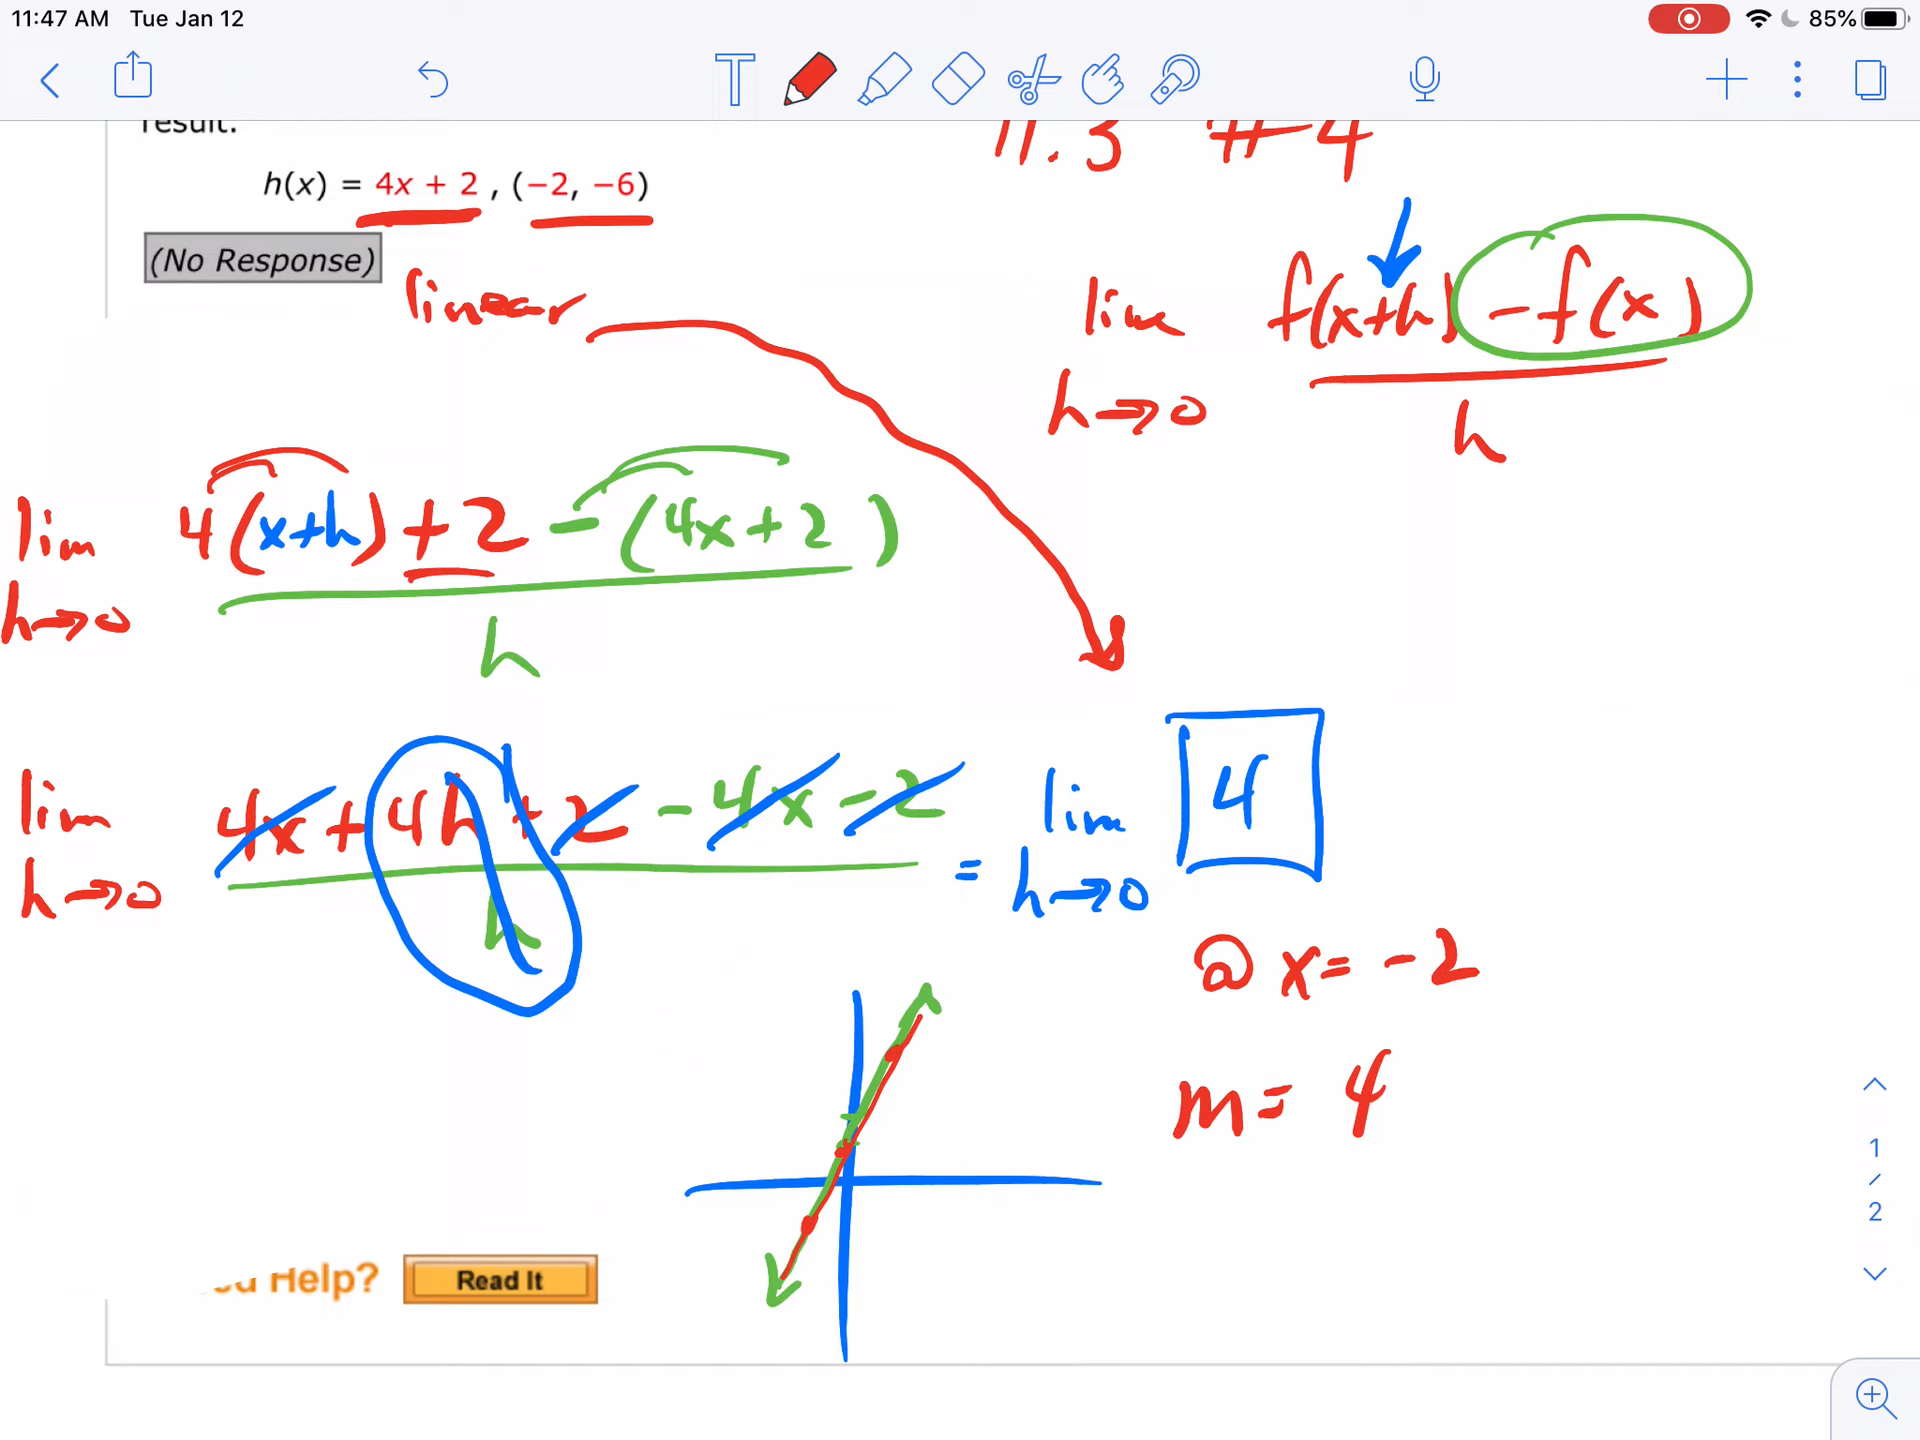 11:47 AM Tue Jan 12
85%
result.
11.3 #4
h(x) = 4x + 2 , (−2, −6)
(No Response)
linear
lim f(x+h) − f(x)
h→0 h
lim 4(x+h) + 2 − (4x + 2)
h→0 h
lim 4x + 4h + 2 − 4x − 2 = lim 4
h→0 h h→0
@ x = −2
m = 4
1
/
2
Help?
Read It